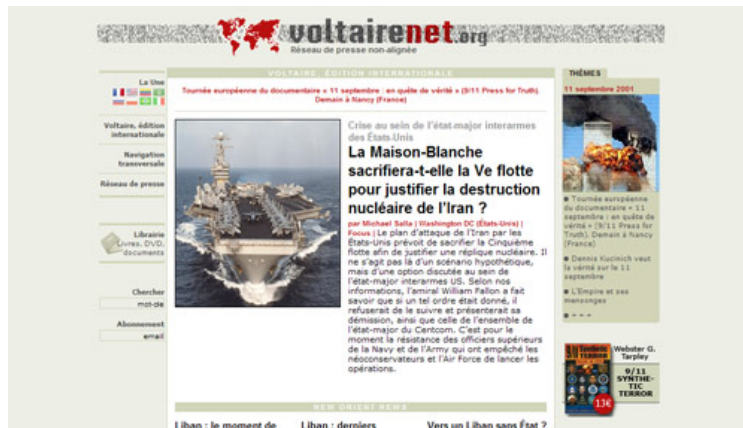 voltairenet.org
Réseau de presse non-alignée
La Une
Voltaire, édition
internationale
Navigation
transversale
Réseau de presse
Librairie
Livres, DVD,
documents
Chercher
mot-clé
Abonnement
email
VOLTAIRE, ÉDITION INTERNATIONALE
Tournée européenne du documentaire « 11 septembre : en quête de vérité » (9/11 Press for Truth).
Demain à Nancy (France)
Crise au sein de l'état-major interarmes
des États-Unis
La Maison-Blanche
sacrifiera-t-elle la Ve flotte
pour justifier la destruction
nucléaire de l'Iran ?
par Michael Salla | Washington DC (États-Unis) |
Focus | Le plan d'attaque de l'Iran par les
États-Unis prévoit de sacrifier la Cinquième
flotte afin de justifier une réplique nucléaire. Il
ne s'agit pas là d'un scénario hypothétique,
mais d'une option discutée au sein de
l'état-major interarmes US. Selon nos
informations, l'amiral William Fallon a fait
savoir que si un tel ordre était donné, il
refuserait de le suivre et présenterait sa
démission, ainsi que celle de l'ensemble de
l'état-major du Centcom. C'est pour le
moment la résistance des officiers supérieurs
de la Navy et de l'Army qui ont empêché les
néoconservateurs et l'Air Force de lancer les
opérations.
NEW ORIENT NEWS
Liban : le moment de
Liban : derniers
Vers un Liban sans État ?
THÈMES
11 septembre 2001
Tournée européenne
du documentaire « 11
septembre : en quête de
vérité » (9/11 Press for
Truth). Demain à Nancy
(France)
Dennis Kucinich veut
la vérité sur le 11
septembre
L'Empire et ses
mensonges
Webster G.
Tarpley
9/11
SYNTHE-
TIC
TERROR
9/11 Synthetic
TERROR
13€